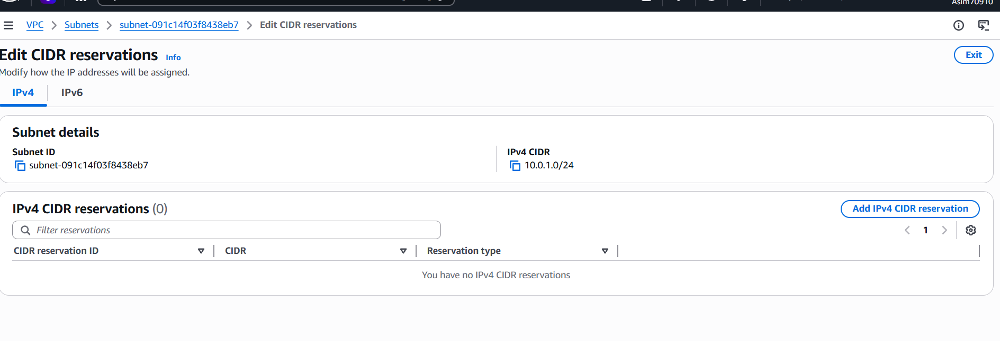 Asim70910
VPC > Subnets > subnet-091c14f03f8438eb7 > Edit CIDR reservations
Edit CIDR reservations Info
Exit
Modify how the IP addresses will be assigned.
IPv4 IPv6
Subnet details
Subnet ID IPv4 CIDR
subnet-091c14f03f8438eb7 10.0.1.0/24
IPv4 CIDR reservations (0) Add IPv4 CIDR reservation
Filter reservations 1
CIDR reservation ID CIDR Reservation type
You have no IPv4 CIDR reservations